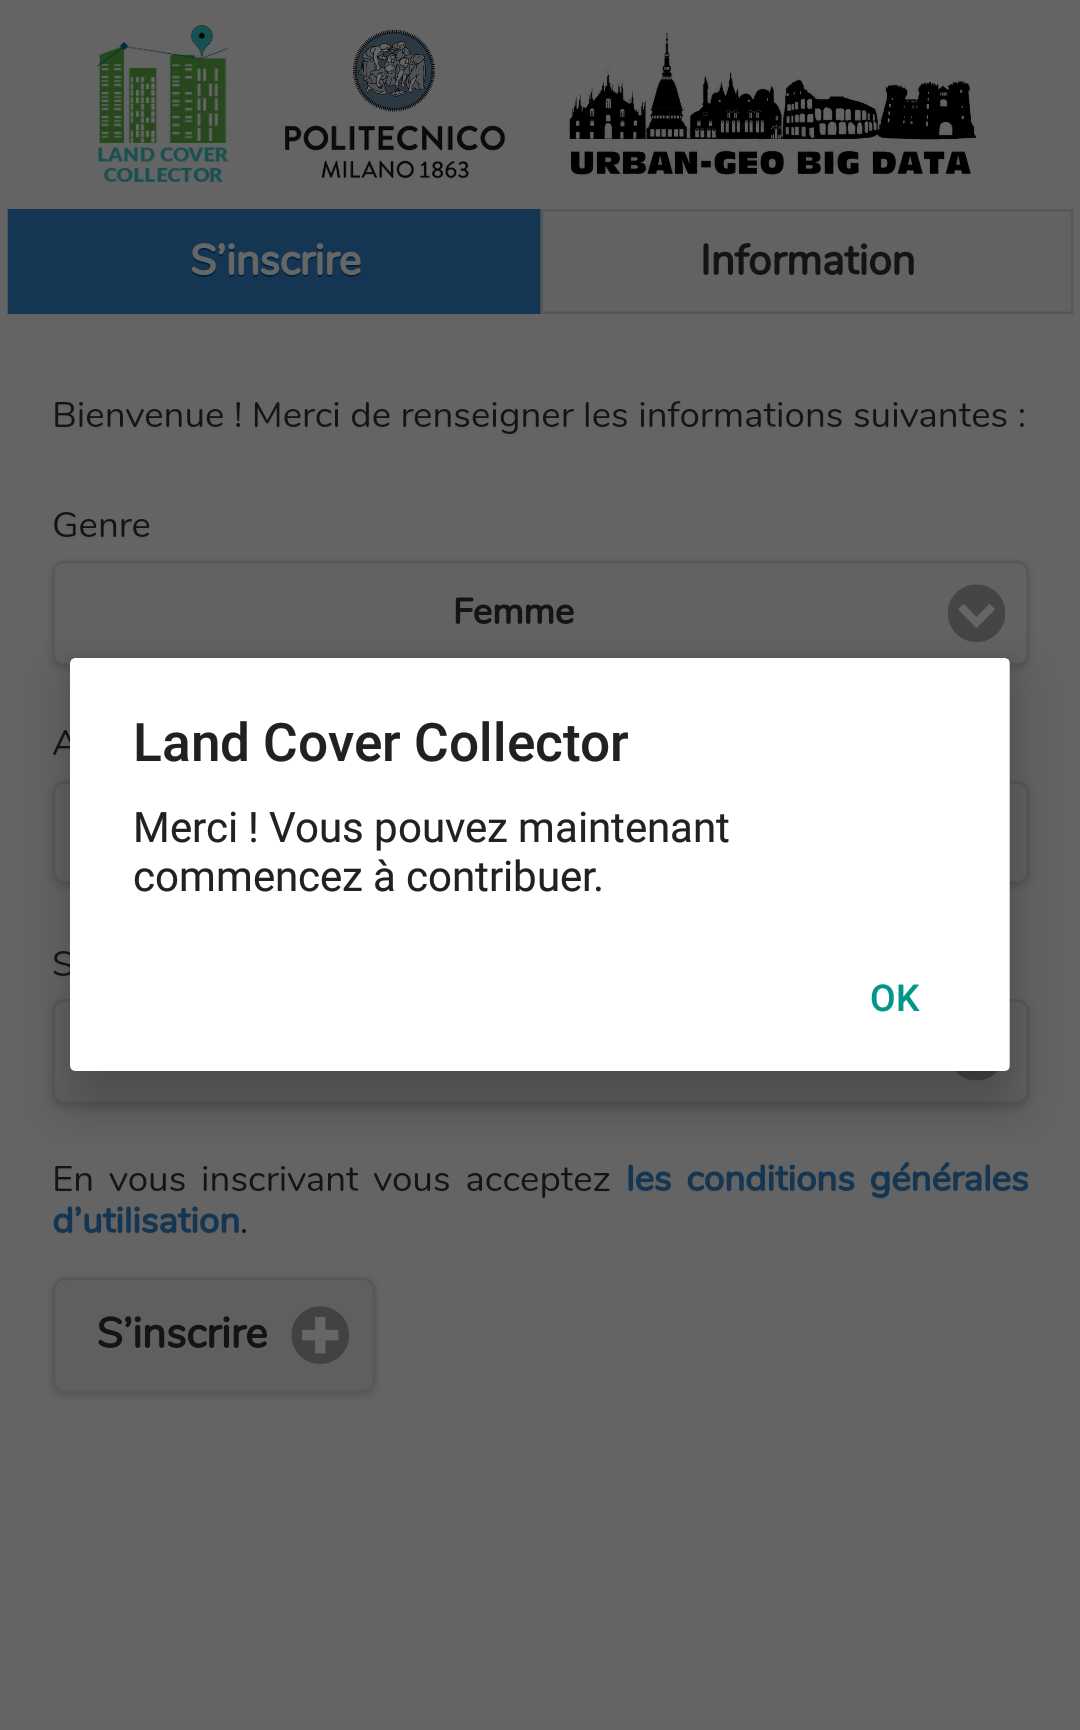 LAND COVER
COLLECTOR
POLITECNICO
MILANO 1863
URBAN-GEO BIG DATA
S’inscrire
Information
Bienvenue ! Merci de renseigner les informations suivantes :
Genre
Femme
Land Cover Collector
Merci ! Vous pouvez maintenant
commencez à contribuer.
OK
En vous inscrivant vous acceptez les conditions générales
d’utilisation.
S’inscrire